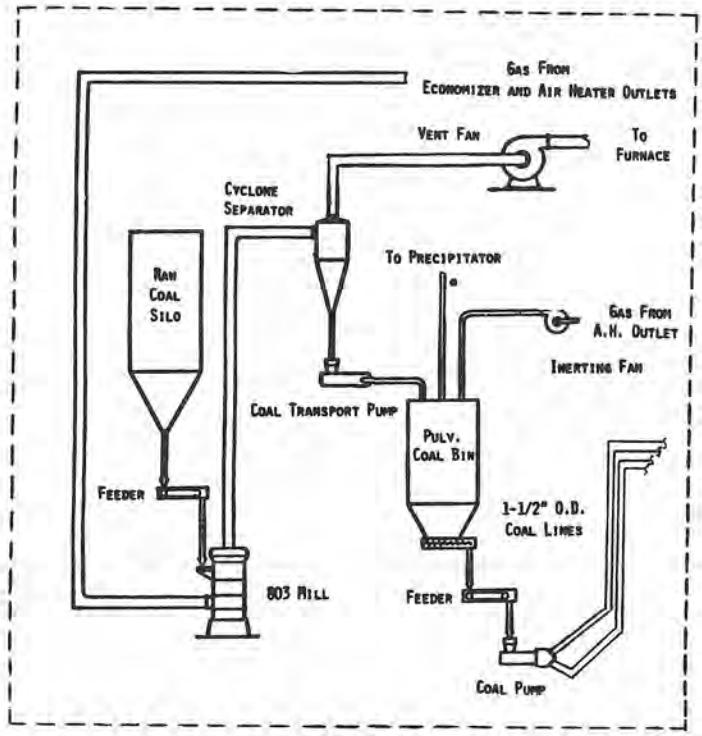 GAS FROM
ECONOMIZER AND AIR HEATER OUTLETS
VENT FAN
TO
FURNACE
CYCLONE
SEPARATOR
RAW
COAL
SILO
TO PRECIPITATOR
GAS FROM
A.H. OUTLET
INERTING FAN
COAL TRANSPORT PUMP
PULV.
COAL BIN
FEEDER
1-1/2" O.D.
COAL LINES
803 MILL
FEEDER
COAL PUMP